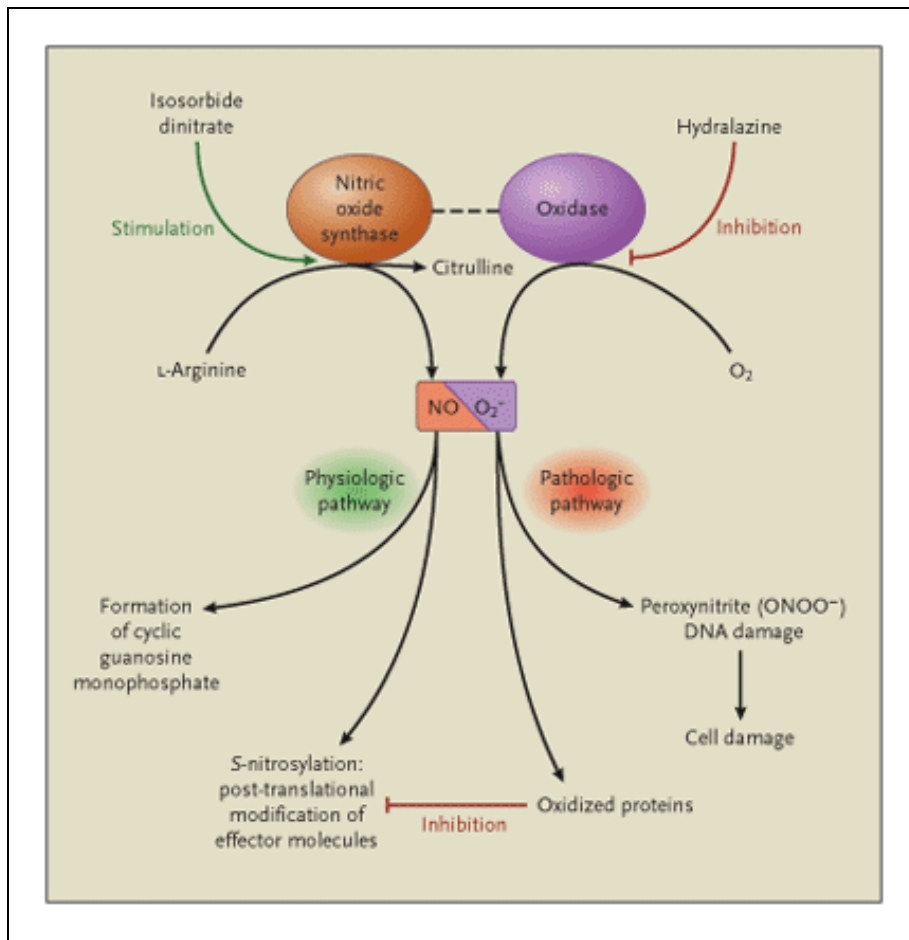 Isosorbide
dinitrate
Hydralazine
Nitric
oxide
synthase
Oxidase
Stimulation
Inhibition
Citrulline
L-Arginine
O₂
NO O₂⁻
Physiologic
pathway
Pathologic
pathway
Formation
of cyclic
guanosine
monophosphate
Peroxynitrite (ONOO⁻)
DNA damage
Cell damage
S-nitrosylation:
post-translational
modification of
effector molecules
Inhibition
Oxidized proteins